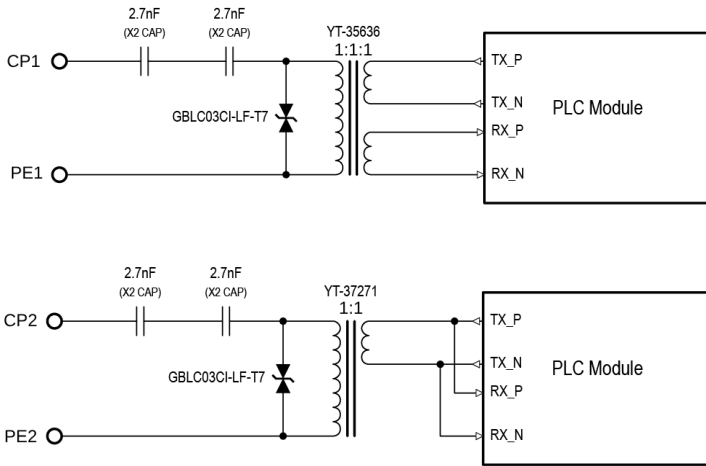 2.7nF
(X2 CAP)
2.7nF
(X2 CAP)
YT-35636
1:1:1
CP1
GBLC03CI-LF-T7
PE1
TX_P
TX_N
RX_P
RX_N
PLC Module
2.7nF
(X2 CAP)
2.7nF
(X2 CAP)
YT-37271
1:1
CP2
GBLC03CI-LF-T7
PE2
TX_P
TX_N
RX_P
RX_N
PLC Module